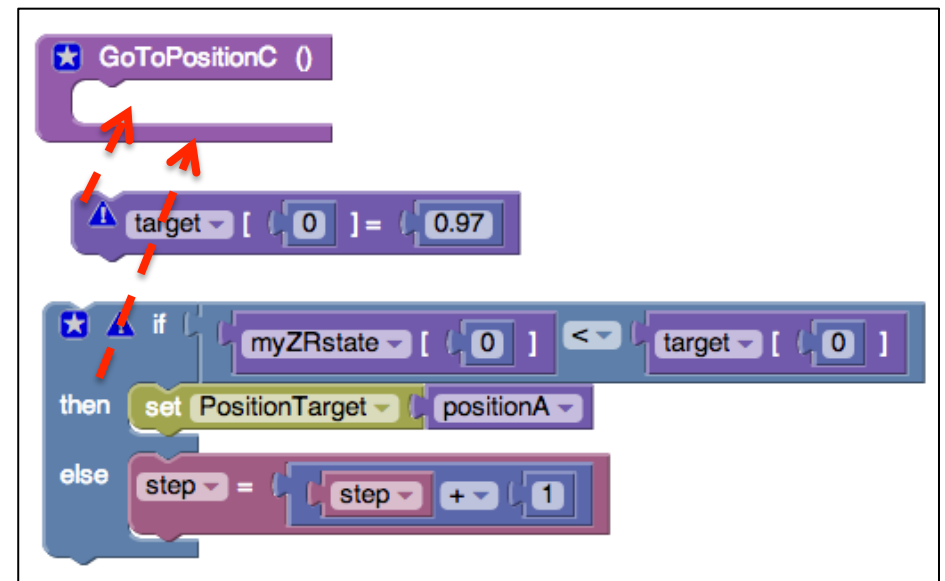 GoToPositionC ()
target [ 0 ] = 0.97
if myZRstate [ 0 ] < target [ 0 ]
then set PositionTarget positionA
else step = step + 1